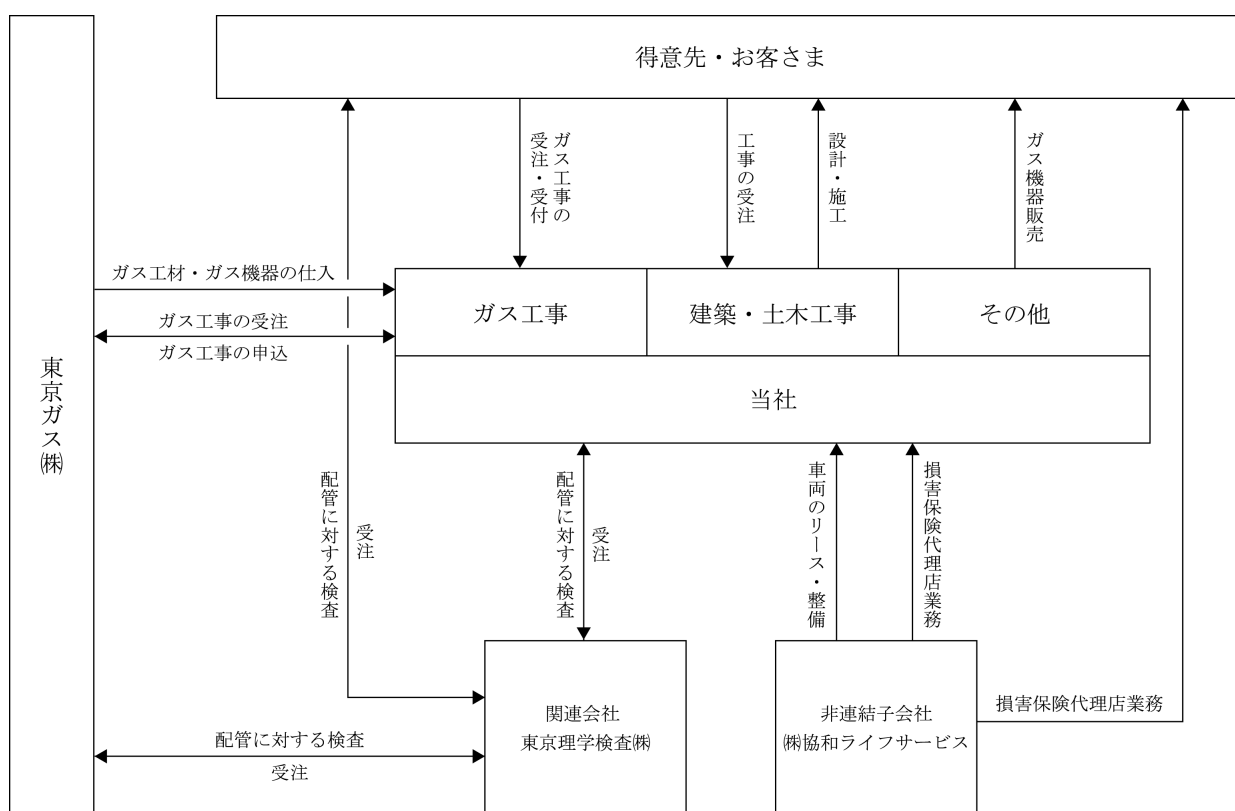 得意先・お客さま
ガス工事の
受注・受付
工事の受注
設計・施工
ガス機器販売
ガス工材・ガス機器の仕入
ガス工事の受注
ガス工事の申込
ガス工事
建築・土木工事
その他
当社
東京ガス㈱
配管に対する検査
受注
配管に対する検査
受注
車両のリース・整備
損害保険代理店業務
関連会社
東京理学検査㈱
非連結子会社
㈱協和ライフサービス
損害保険代理店業務
配管に対する検査
受注